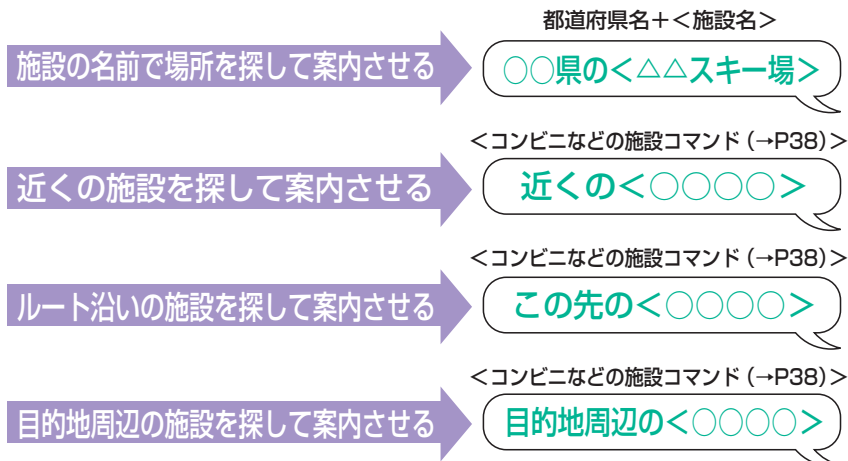 都道府県名＋＜施設名＞
施設の名前で場所を探して案内させる
○○県の＜△△スキー場＞
＜コンビニなどの施設コマンド（→P38）＞
近くの施設を探して案内させる
近くの＜○○○○＞
＜コンビニなどの施設コマンド（→P38）＞
ルート沿いの施設を探して案内させる
この先の＜○○○○＞
＜コンビニなどの施設コマンド（→P38）＞
目的地周辺の施設を探して案内させる
目的地周辺の＜○○○○＞